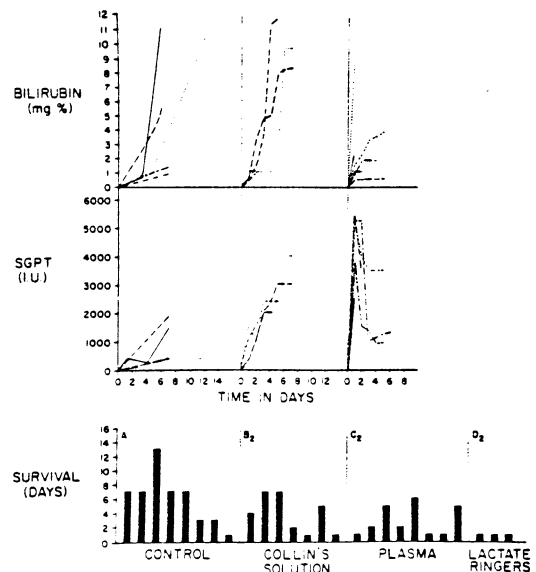 12
11
10
9
8
7
6
5
4
3
2
1
0
BILIRUBIN
(mg %)
6000
5000
4000
3000
2000
1000
0
SGPT
(I.U.)
0 2 4 6 8 10 12 14
0 2 4 6 8 10 12
0 2 4 6 8
TIME IN DAYS
16
14
12
10
8
6
4
2
0
SURVIVAL
(DAYS)
A
B2
C2
D2
CONTROL
COLLIN'S
SOLUTION
PLASMA
LACTATE
RINGERS